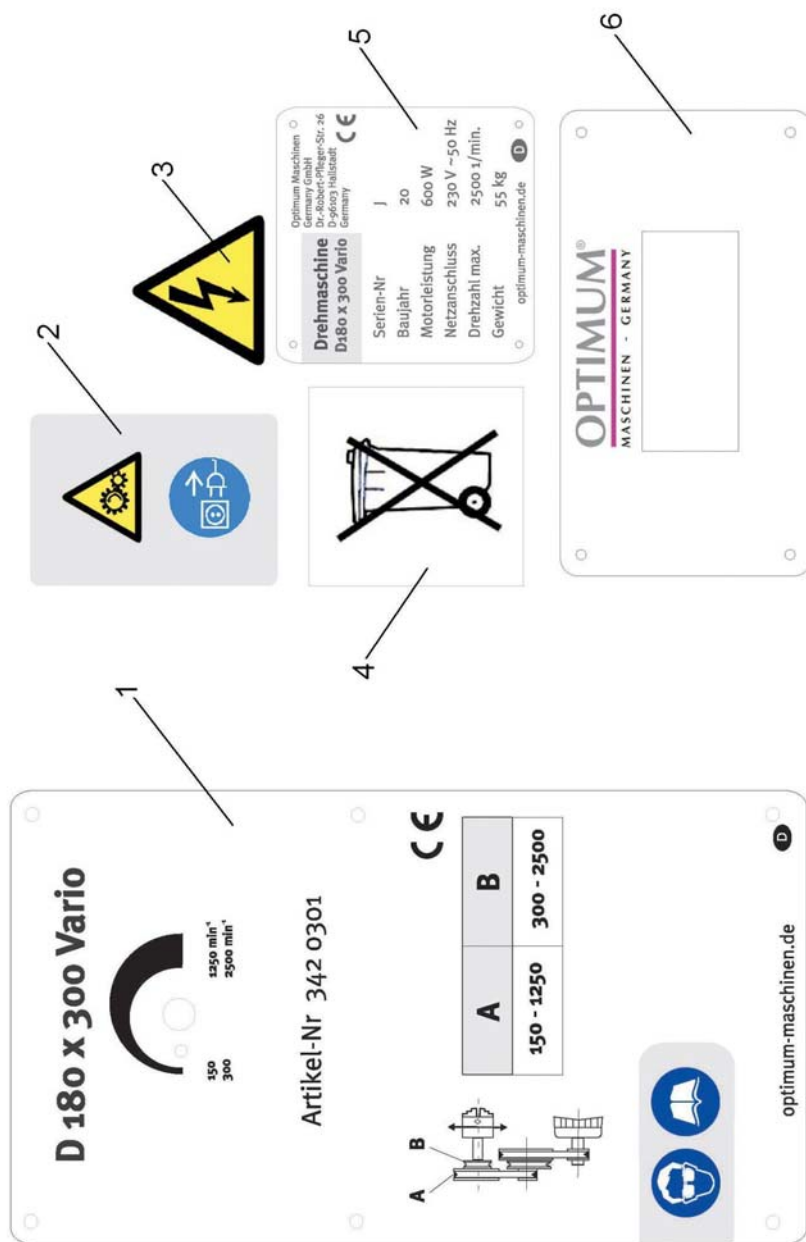 1
D 180 x 300 Vario
150
300
1250 min⁻¹
2500 min⁻¹
Artikel-Nr 342 0301
A
B
CE
A B
150 - 1250 300 - 2500
optimum-maschinen.de
D
2
3
4
5
Drehmaschine
D180 x 300 Vario
Optimum Maschinen
Germany GmbH
Dr.-Robert-Pfleger-Str. 26
D-96103 Hallstadt
Germany
CE
Serien-Nr J
Baujahr 20
Motorleistung 600 W
Netzanschluss 230 V ~50 Hz
Drehzahl max. 2500 1/min.
Gewicht 55 kg
optimum-maschinen.de D
6
OPTIMUM®
MASCHINEN - GERMANY